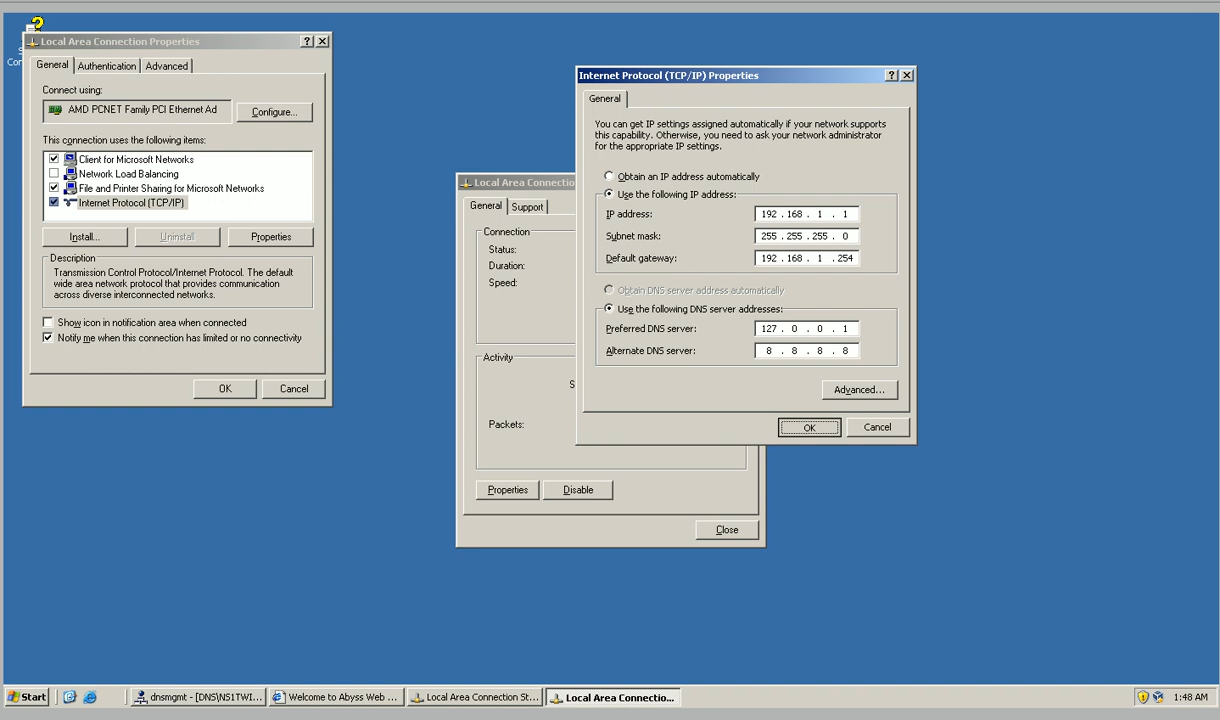 Local Area Connection Properties
General
Authentication
Advanced
Connect using:
AMD PCNET Family PCI Ethernet Ad
Configure...
This connection uses the following items:
Client for Microsoft Networks
Network Load Balancing
File and Printer Sharing for Microsoft Networks
Internet Protocol (TCP/IP)
Install...
Uninstall
Properties
Description
Transmission Control Protocol/Internet Protocol. The default
wide area network protocol that provides communication
across diverse interconnected networks.
Show icon in notification area when connected
Notify me when this connection has limited or no connectivity
OK
Cancel
Local Area Connectio
General
Support
Connection
Status:
Duration:
Speed:
Activity
S
Packets:
Properties
Disable
Close
Internet Protocol (TCP/IP) Properties
General
You can get IP settings assigned automatically if your network supports
this capability. Otherwise, you need to ask your network administrator
for the appropriate IP settings.
Obtain an IP address automatically
Use the following IP address:
IP address: 192 . 168 . 1 . 1
Subnet mask: 255 . 255 . 255 . 0
Default gateway: 192 . 168 . 1 . 254
Obtain DNS server address automatically
Use the following DNS server addresses:
Preferred DNS server: 127 . 0 . 0 . 1
Alternate DNS server: 8 . 8 . 8 . 8
Advanced...
OK
Cancel
Start
dnsmgmt - [DNS\NS1TWI...
Welcome to Abyss Web ...
Local Area Connection St...
Local Area Connectio...
1:48 AM